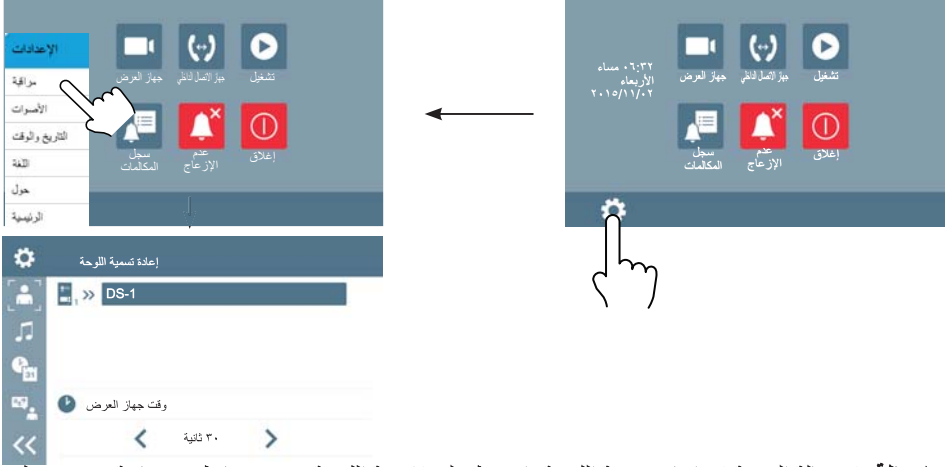 ٠٦:٣٢ مساء
الأربعاء
٢٠١٥/١١/٠٢
تشغيل
جهاز الاتصال الداخلي
جهاز العرض
إغلاق
عدم الإزعاج
سجل المكالمات
تشغيل
جهاز الاتصال الداخلي
جهاز العرض
إغلاق
عدم الإزعاج
سجل المكالمات
الإعدادات
مراقبة
الأصوات
التاريخ والوقت
اللغة
حول
الرئيسية
إعادة تسمية اللوحة
1 >> DS-1
31
وقت جهاز العرض
٣٠ ثانية